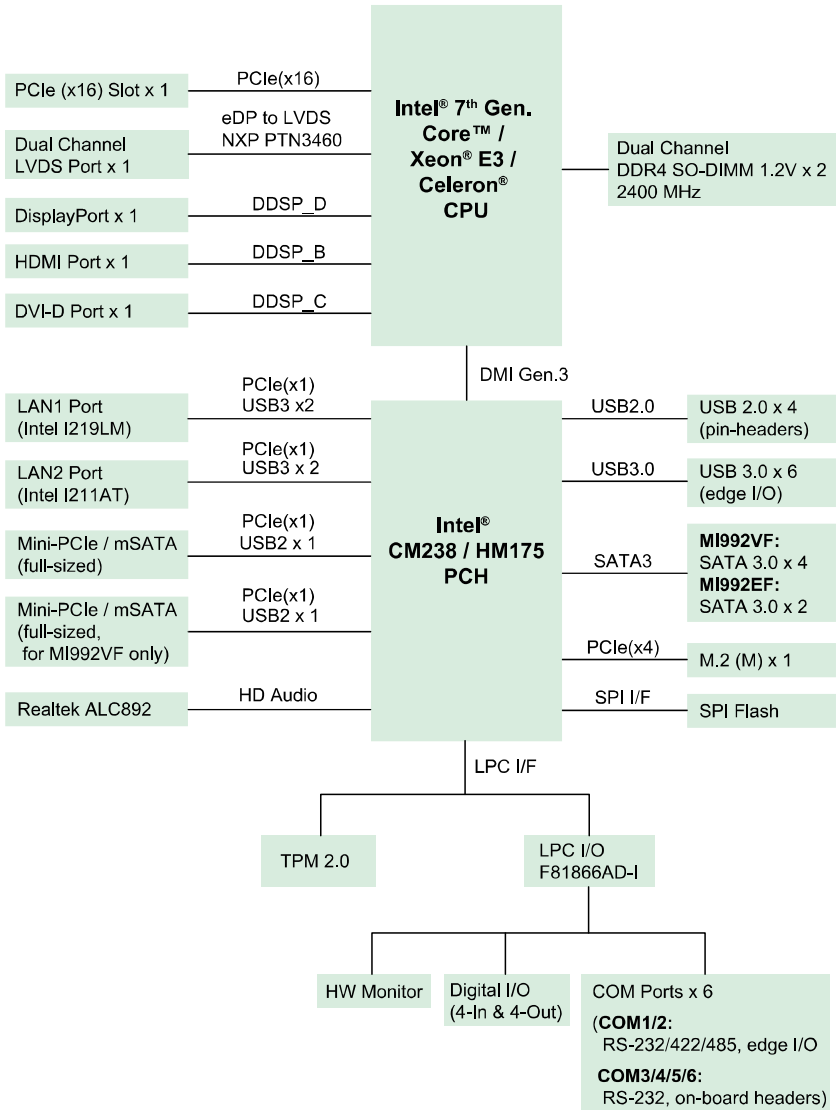 PCIe (x16) Slot x 1
PCIe(x16)
Dual Channel
LVDS Port x 1
eDP to LVDS
NXP PTN3460
DisplayPort x 1
DDSP_D
HDMI Port x 1
DDSP_B
DVI-D Port x 1
DDSP_C
Intel® 7th Gen.
Core™ /
Xeon® E3 /
Celeron®
CPU
Dual Channel
DDR4 SO-DIMM 1.2V x 2
2400 MHz
DMI Gen.3
LAN1 Port
(Intel I219LM)
PCIe(x1)
USB3 x2
LAN2 Port
(Intel I211AT)
PCIe(x1)
USB3 x 2
Mini-PCIe / mSATA
(full-sized)
PCIe(x1)
USB2 x 1
Mini-PCIe / mSATA
(full-sized,
for MI992VF only)
PCIe(x1)
USB2 x 1
Realtek ALC892
HD Audio
Intel®
CM238 / HM175
PCH
USB2.0
USB 2.0 x 4
(pin-headers)
USB3.0
USB 3.0 x 6
(edge I/O)
SATA3
MI992VF:
SATA 3.0 x 4
MI992EF:
SATA 3.0 x 2
PCIe(x4)
M.2 (M) x 1
SPI I/F
SPI Flash
LPC I/F
TPM 2.0
LPC I/O
F81866AD-I
HW Monitor
Digital I/O
(4-In & 4-Out)
COM Ports x 6
(COM1/2:
RS-232/422/485, edge I/O
COM3/4/5/6:
RS-232, on-board headers)